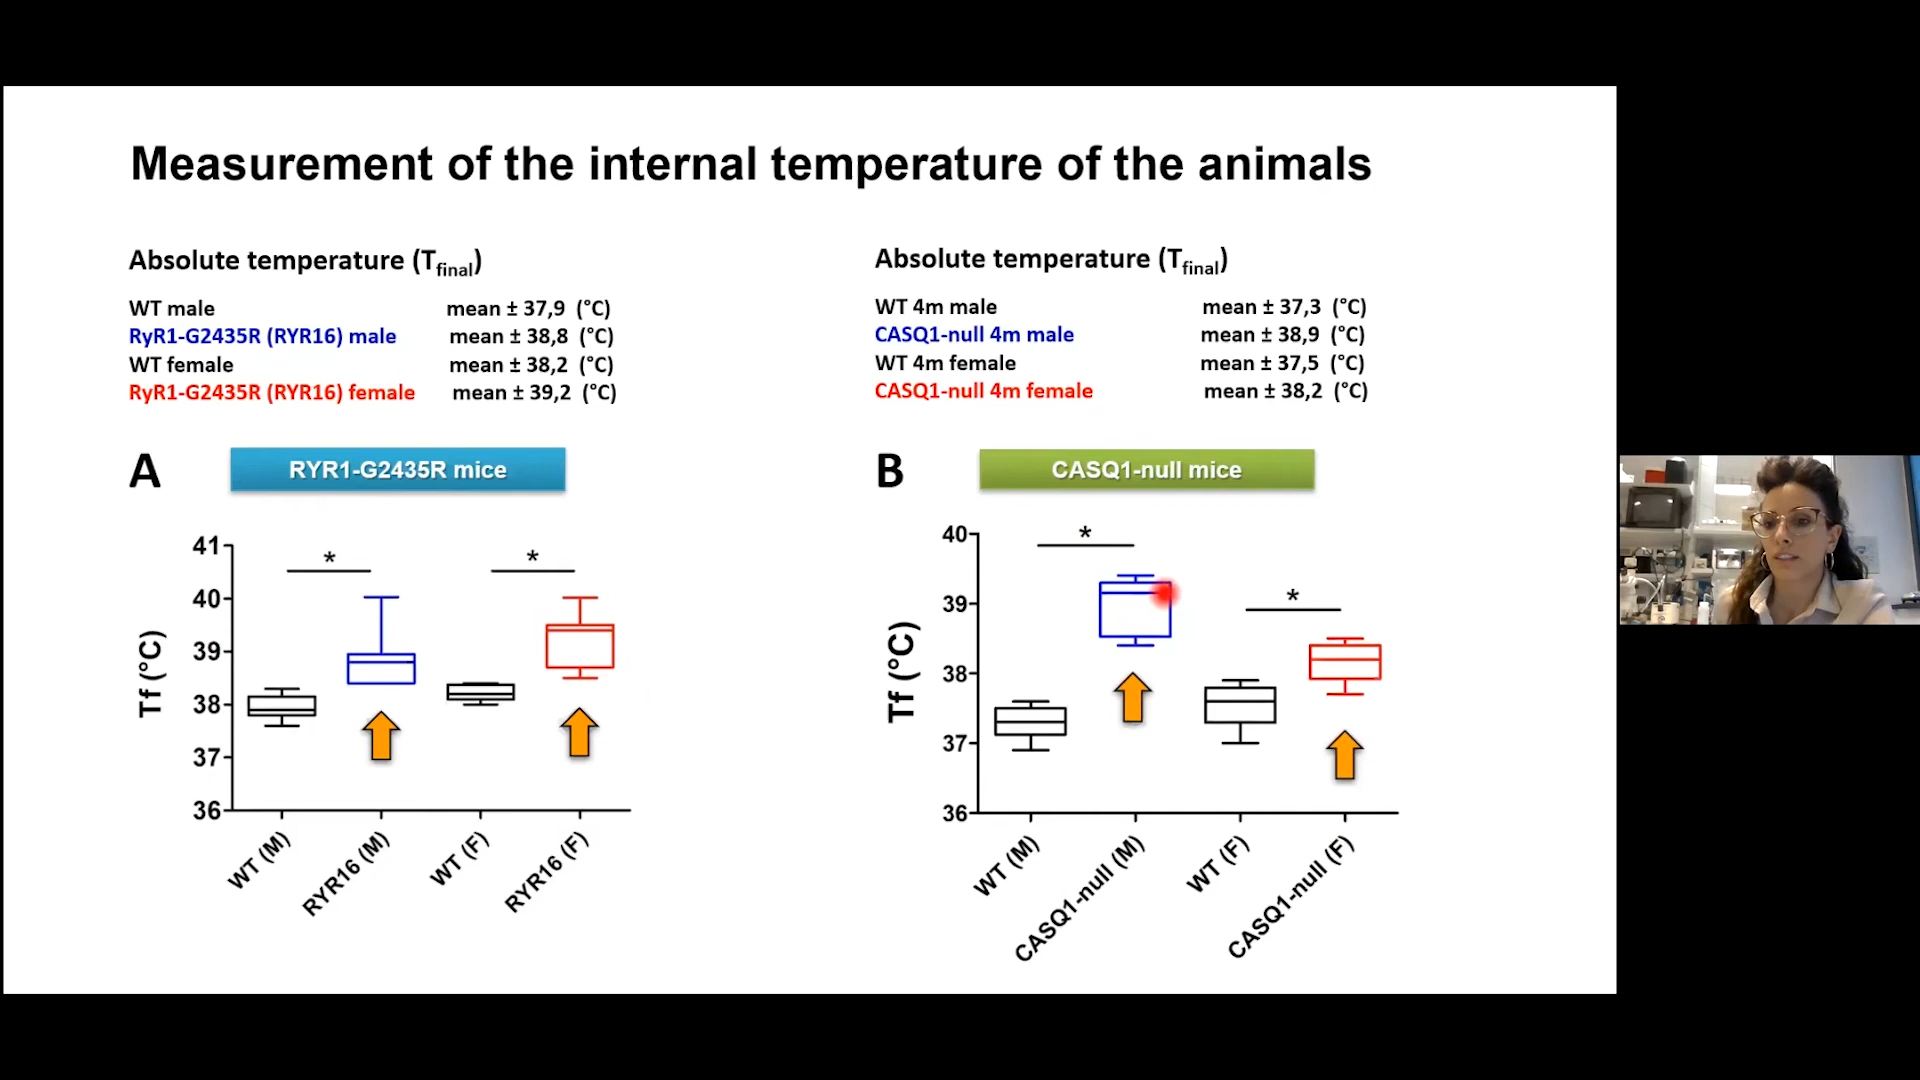 Measurement of the internal temperature of the animals
Absolute temperature (Tfinal)
WT male mean ± 37,9 (°C)
RyR1-G2435R (RYR16) male mean ± 38,8 (°C)
WT female mean ± 38,2 (°C)
RyR1-G2435R (RYR16) female mean ± 39,2 (°C)
Absolute temperature (Tfinal)
WT 4m male mean ± 37,3 (°C)
CASQ1-null 4m male mean ± 38,9 (°C)
WT 4m female mean ± 37,5 (°C)
CASQ1-null 4m female mean ± 38,2 (°C)
A
RYR1-G2435R mice
41
40
39
38
37
36
Tf (°C)
*
*
WT (M)
RYR16 (M)
WT (F)
RYR16 (F)
B
CASQ1-null mice
40
39
38
37
36
Tf (°C)
*
*
WT (M)
CASQ1-null (M)
WT (F)
CASQ1-null (F)